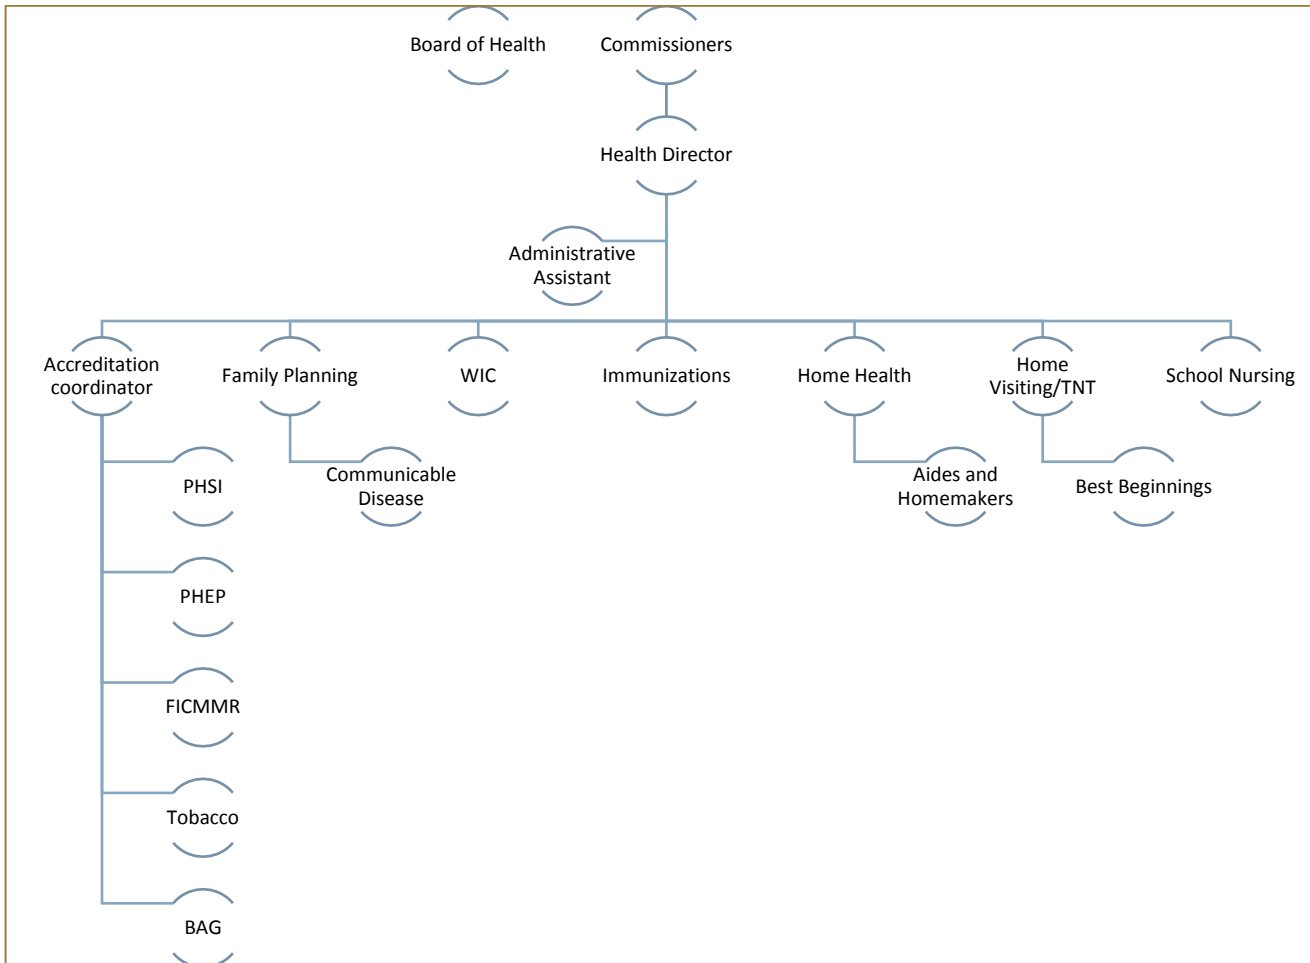 Board of Health
Commissioners
Health Director
Administrative
Assistant
Accreditation
coordinator
Family Planning
WIC
Immunizations
Home Health
Home
Visiting/TNT
School Nursing
PHSI
Communicable
Disease
Aides and
Homemakers
Best Beginnings
PHEP
FICMMR
Tobacco
BAG